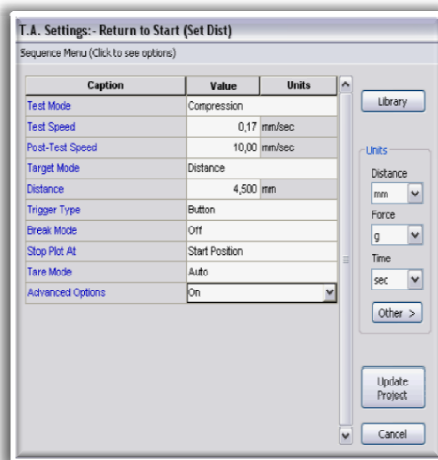 T.A. Settings:- Return to Start (Set Dist)
Sequence Menu (Click to see options)
Caption Value Units
Test Mode Compression
Test Speed 0,17 mm/sec
Post-Test Speed 10,00 mm/sec
Target Mode Distance
Distance 4,500 mm
Trigger Type Button
Break Mode Off
Stop Plot At Start Position
Tare Mode Auto
Advanced Options On
Library
Units
Distance
mm
Force
g
Time
sec
Other >
Update
Project
Cancel